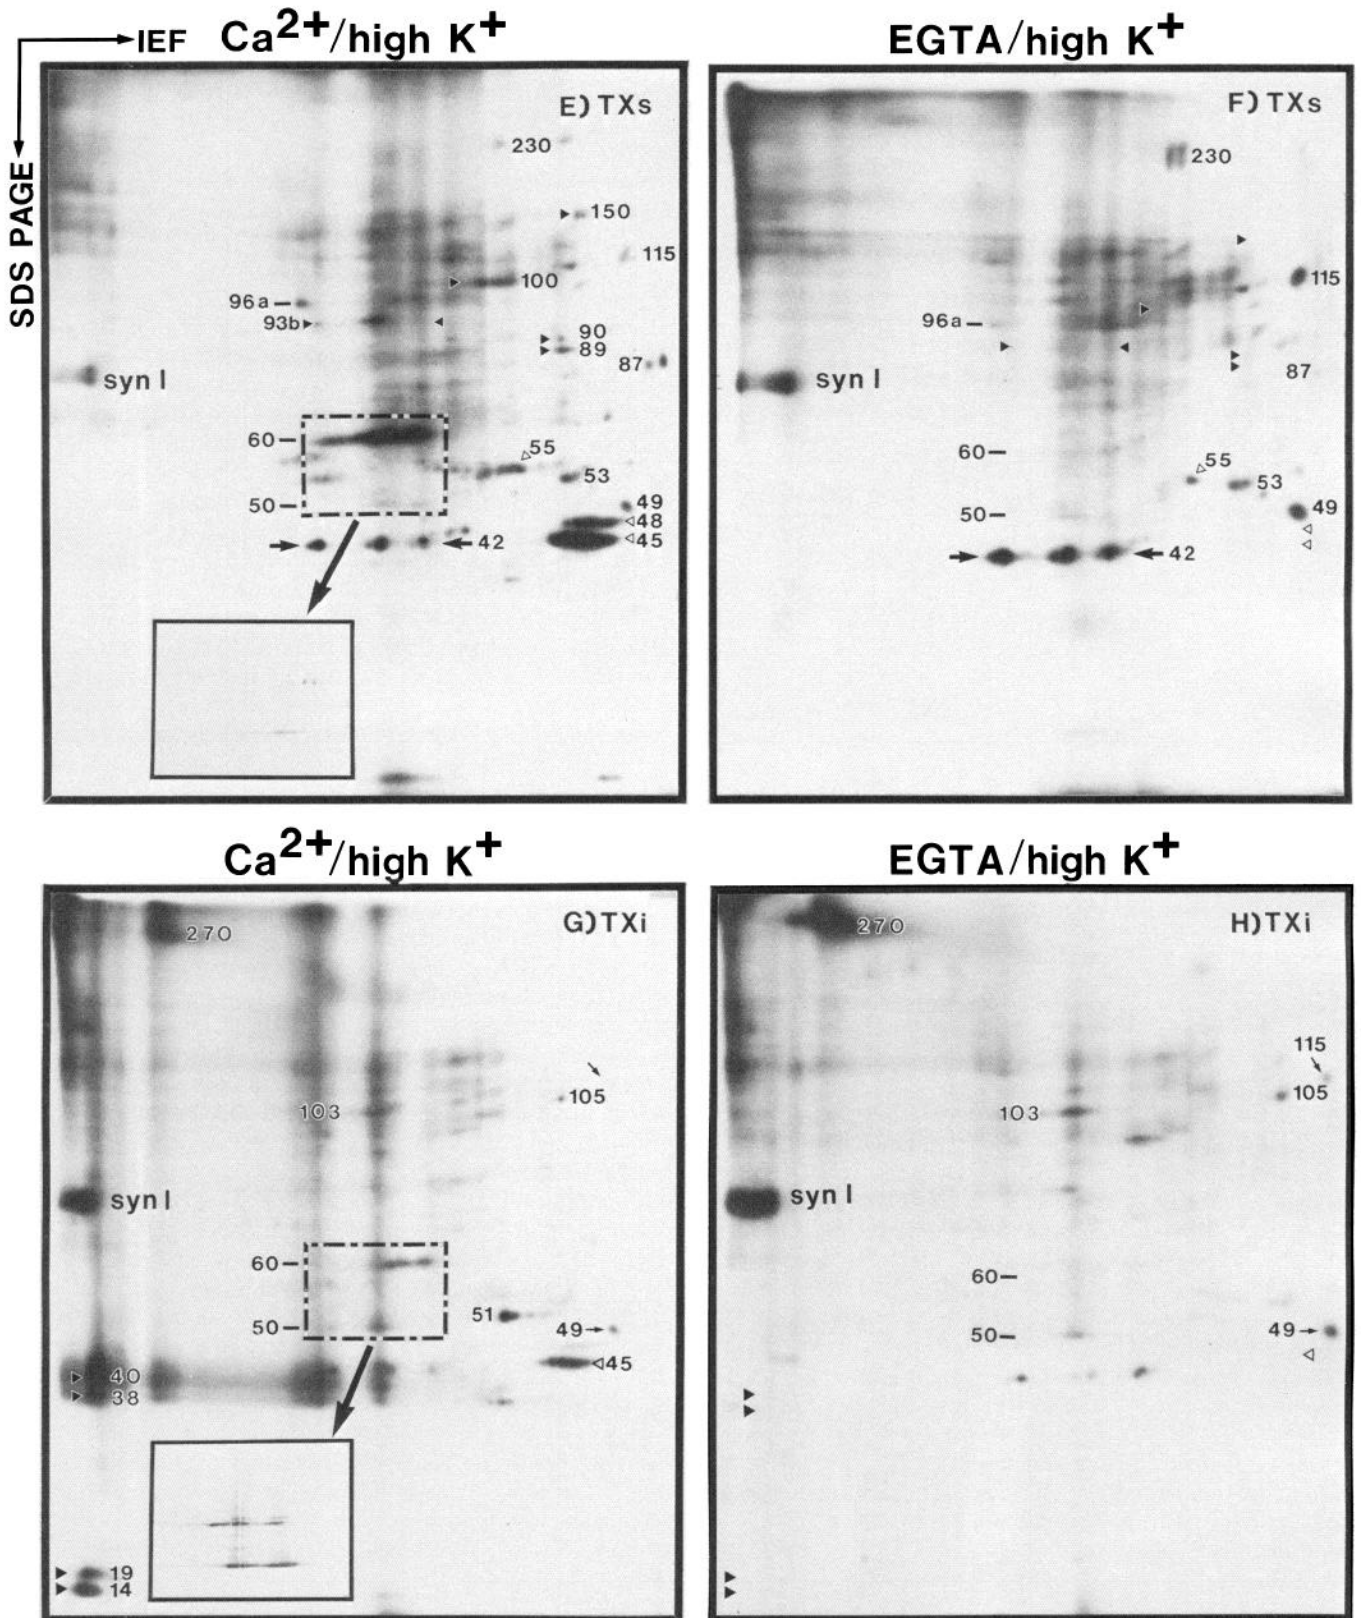 IEF Ca2+/high K+
EGTA/high K+
SDS PAGE
E) TXs
230
150
115
100
96a
93b
90
89
87
syn I
60
55
53
50
49
48
45
42
F) TXs
230
115
96a
87
syn I
60
55
53
50
49
42
Ca2+/high K+
EGTA/high K+
G) TXi
270
105
103
syn I
60
51
50
49
45
40
38
19
14
H) TXi
270
115
105
103
syn I
60
50
49